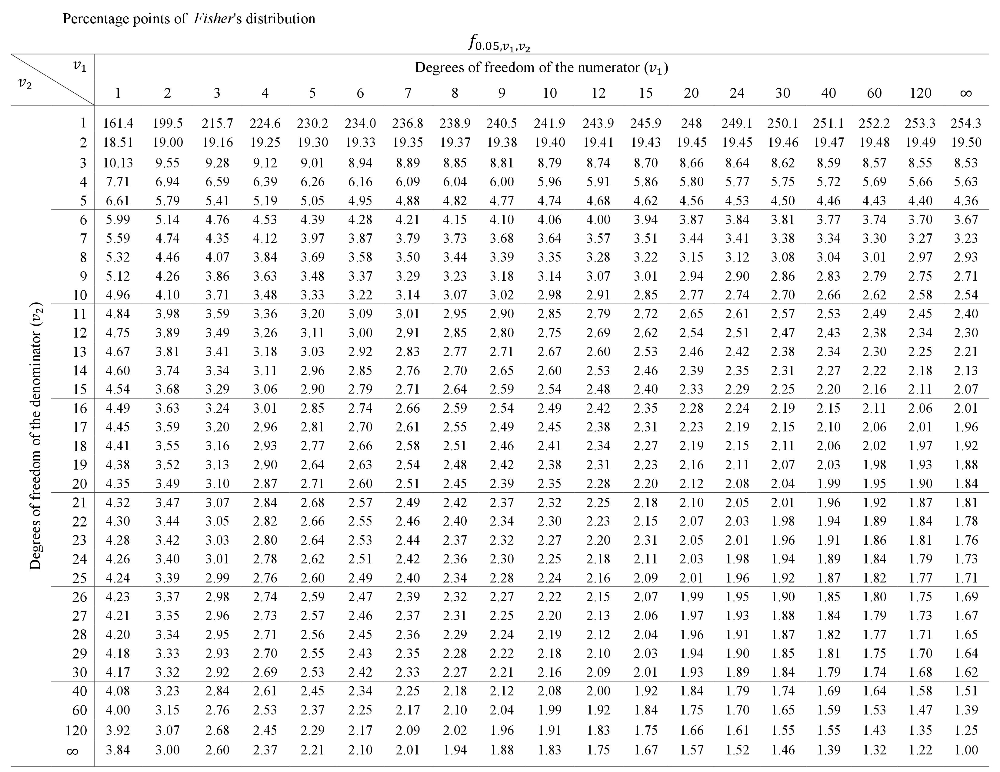 Percentage points of Fisher's distribution
f0.05,v1,v2
v1
v2
Degrees of freedom of the numerator (v1)
1 2 3 4 5 6 7 8 9 10 12 15 20 24 30 40 60 120 ∞
Degrees of freedom of the denominator (v2)
1 161.4 199.5 215.7 224.6 230.2 234.0 236.8 238.9 240.5 241.9 243.9 245.9 248 249.1 250.1 251.1 252.2 253.3 254.3
2 18.51 19.00 19.16 19.25 19.30 19.33 19.35 19.37 19.38 19.40 19.41 19.43 19.45 19.45 19.46 19.47 19.48 19.49 19.50
3 10.13 9.55 9.28 9.12 9.01 8.94 8.89 8.85 8.81 8.79 8.74 8.70 8.66 8.64 8.62 8.59 8.57 8.55 8.53
4 7.71 6.94 6.59 6.39 6.26 6.16 6.09 6.04 6.00 5.96 5.91 5.86 5.80 5.77 5.75 5.72 5.69 5.66 5.63
5 6.61 5.79 5.41 5.19 5.05 4.95 4.88 4.82 4.77 4.74 4.68 4.62 4.56 4.53 4.50 4.46 4.43 4.40 4.36
6 5.99 5.14 4.76 4.53 4.39 4.28 4.21 4.15 4.10 4.06 4.00 3.94 3.87 3.84 3.81 3.77 3.74 3.70 3.67
7 5.59 4.74 4.35 4.12 3.97 3.87 3.79 3.73 3.68 3.64 3.57 3.51 3.44 3.41 3.38 3.34 3.30 3.27 3.23
8 5.32 4.46 4.07 3.84 3.69 3.58 3.50 3.44 3.39 3.35 3.28 3.22 3.15 3.12 3.08 3.04 3.01 2.97 2.93
9 5.12 4.26 3.86 3.63 3.48 3.37 3.29 3.23 3.18 3.14 3.07 3.01 2.94 2.90 2.86 2.83 2.79 2.75 2.71
10 4.96 4.10 3.71 3.48 3.33 3.22 3.14 3.07 3.02 2.98 2.91 2.85 2.77 2.74 2.70 2.66 2.62 2.58 2.54
11 4.84 3.98 3.59 3.36 3.20 3.09 3.01 2.95 2.90 2.85 2.79 2.72 2.65 2.61 2.57 2.53 2.49 2.45 2.40
12 4.75 3.89 3.49 3.26 3.11 3.00 2.91 2.85 2.80 2.75 2.69 2.62 2.54 2.51 2.47 2.43 2.38 2.34 2.30
13 4.67 3.81 3.41 3.18 3.03 2.92 2.83 2.77 2.71 2.67 2.60 2.53 2.46 2.42 2.38 2.34 2.30 2.25 2.21
14 4.60 3.74 3.34 3.11 2.96 2.85 2.76 2.70 2.65 2.60 2.53 2.46 2.39 2.35 2.31 2.27 2.22 2.18 2.13
15 4.54 3.68 3.29 3.06 2.90 2.79 2.71 2.64 2.59 2.54 2.48 2.40 2.33 2.29 2.25 2.20 2.16 2.11 2.07
16 4.49 3.63 3.24 3.01 2.85 2.74 2.66 2.59 2.54 2.49 2.42 2.35 2.28 2.24 2.19 2.15 2.11 2.06 2.01
17 4.45 3.59 3.20 2.96 2.81 2.70 2.61 2.55 2.49 2.45 2.38 2.31 2.23 2.19 2.15 2.10 2.06 2.01 1.96
18 4.41 3.55 3.16 2.93 2.77 2.66 2.58 2.51 2.46 2.41 2.34 2.27 2.19 2.15 2.11 2.06 2.02 1.97 1.92
19 4.38 3.52 3.13 2.90 2.64 2.63 2.54 2.48 2.42 2.38 2.31 2.23 2.16 2.11 2.07 2.03 1.98 1.93 1.88
20 4.35 3.49 3.10 2.87 2.71 2.60 2.51 2.45 2.39 2.35 2.28 2.20 2.12 2.08 2.04 1.99 1.95 1.90 1.84
21 4.32 3.47 3.07 2.84 2.68 2.57 2.49 2.42 2.37 2.32 2.25 2.18 2.10 2.05 2.01 1.96 1.92 1.87 1.81
22 4.30 3.44 3.05 2.82 2.66 2.55 2.46 2.40 2.34 2.30 2.23 2.15 2.07 2.03 1.98 1.94 1.89 1.84 1.78
23 4.28 3.42 3.03 2.80 2.64 2.53 2.44 2.37 2.32 2.27 2.20 2.31 2.05 2.01 1.96 1.91 1.86 1.81 1.76
24 4.26 3.40 3.01 2.78 2.62 2.51 2.42 2.36 2.30 2.25 2.18 2.11 2.03 1.98 1.94 1.89 1.84 1.79 1.73
25 4.24 3.39 2.99 2.76 2.60 2.49 2.40 2.34 2.28 2.24 2.16 2.09 2.01 1.96 1.92 1.87 1.82 1.77 1.71
26 4.23 3.37 2.98 2.74 2.59 2.47 2.39 2.32 2.27 2.22 2.15 2.07 1.99 1.95 1.90 1.85 1.80 1.75 1.69
27 4.21 3.35 2.96 2.73 2.57 2.46 2.37 2.31 2.25 2.20 2.13 2.06 1.97 1.93 1.88 1.84 1.79 1.73 1.67
28 4.20 3.34 2.95 2.71 2.56 2.45 2.36 2.29 2.24 2.19 2.12 2.04 1.96 1.91 1.87 1.82 1.77 1.71 1.65
29 4.18 3.33 2.93 2.70 2.55 2.43 2.35 2.28 2.22 2.18 2.10 2.03 1.94 1.90 1.85 1.81 1.75 1.70 1.64
30 4.17 3.32 2.92 2.69 2.53 2.42 2.33 2.27 2.21 2.16 2.09 2.01 1.93 1.89 1.84 1.79 1.74 1.68 1.62
40 4.08 3.23 2.84 2.61 2.45 2.34 2.25 2.18 2.12 2.08 2.00 1.92 1.84 1.79 1.74 1.69 1.64 1.58 1.51
60 4.00 3.15 2.76 2.53 2.37 2.25 2.17 2.10 2.04 1.99 1.92 1.84 1.75 1.70 1.65 1.59 1.53 1.47 1.39
120 3.92 3.07 2.68 2.45 2.29 2.17 2.09 2.02 1.96 1.91 1.83 1.75 1.66 1.61 1.55 1.55 1.43 1.35 1.25
∞ 3.84 3.00 2.60 2.37 2.21 2.10 2.01 1.94 1.88 1.83 1.75 1.67 1.57 1.52 1.46 1.39 1.32 1.22 1.00